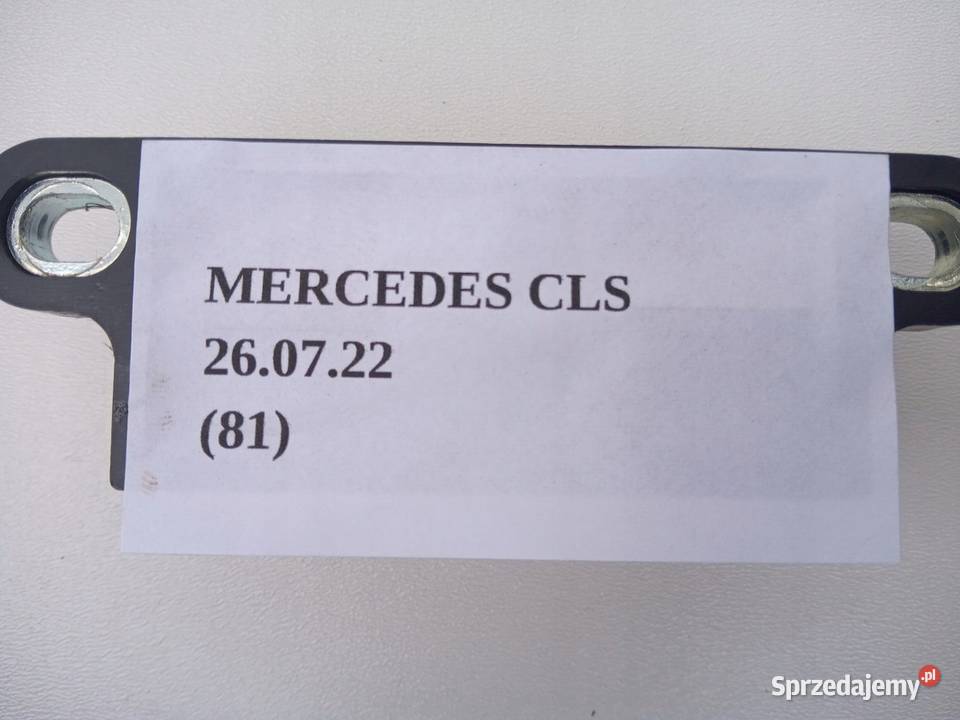 MERCEDES CLS
26.07.22
(81)
Sprzedajemy.pl